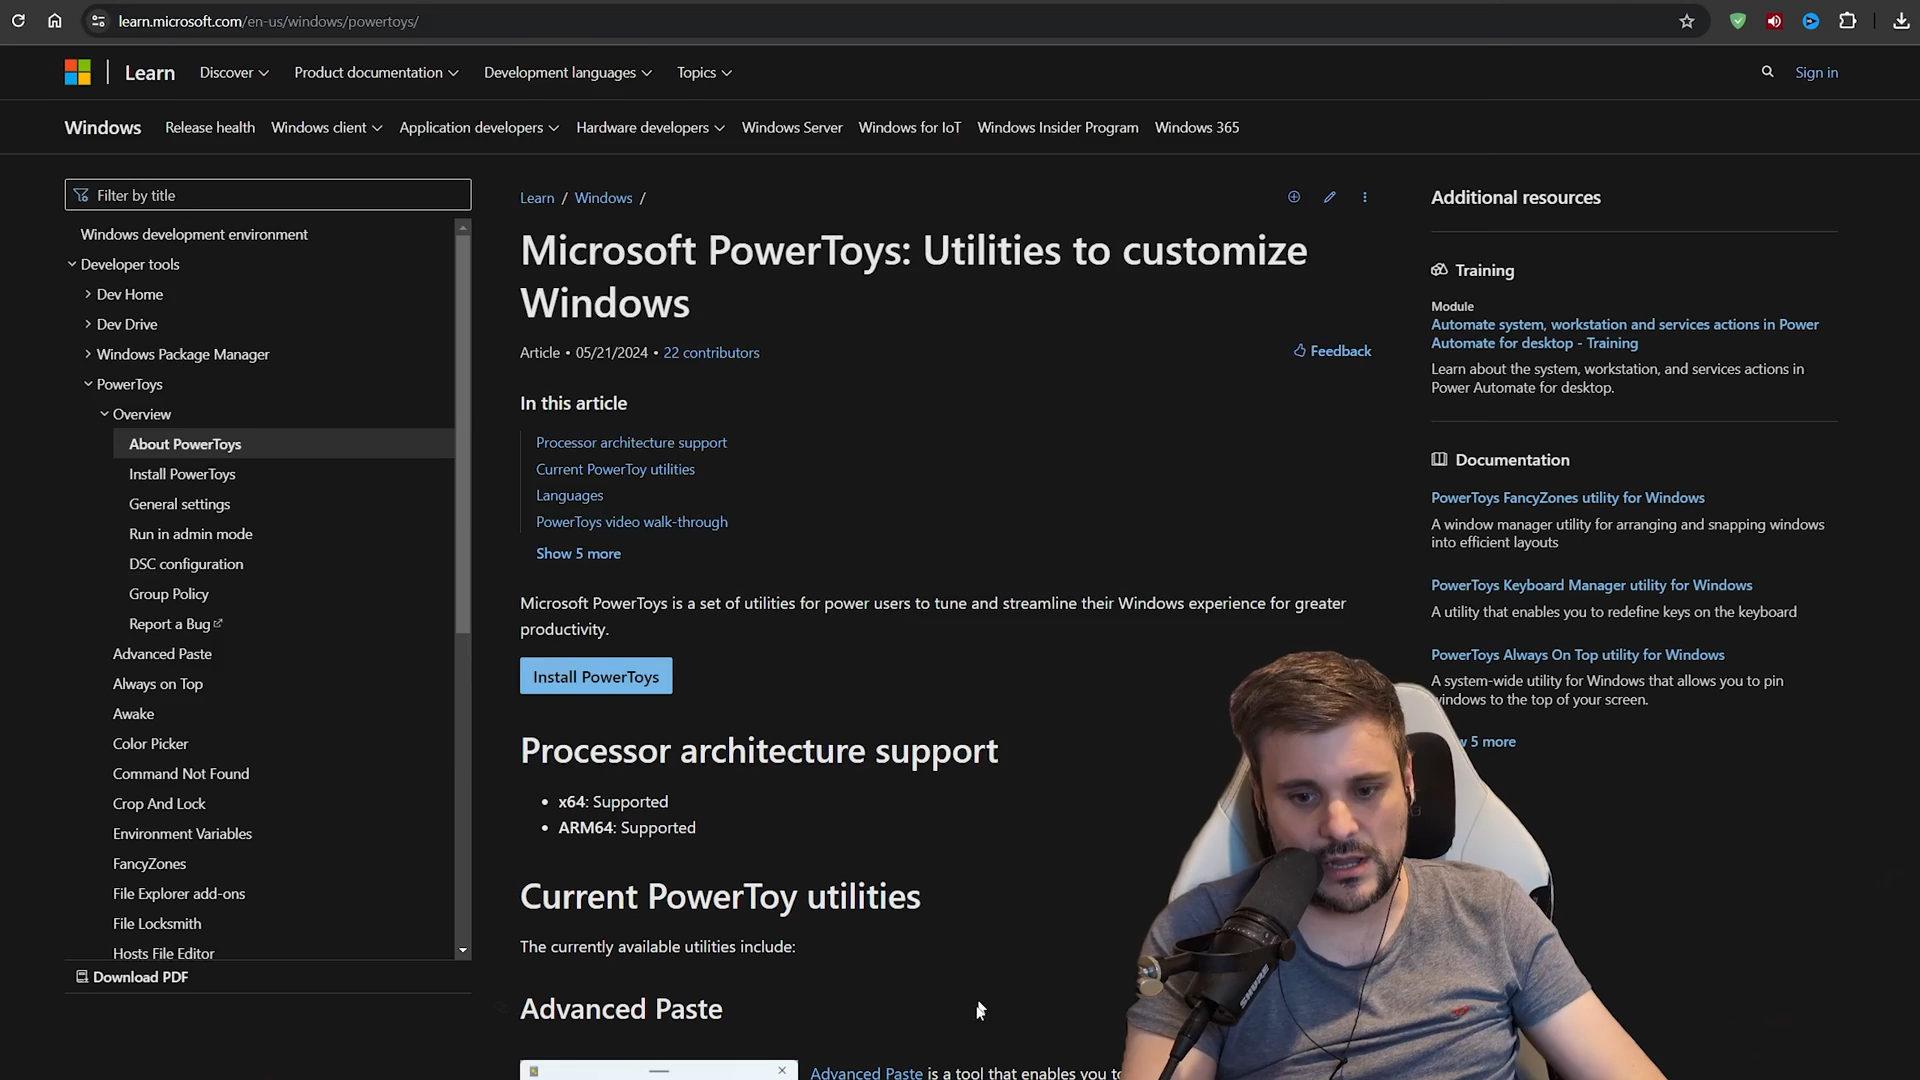 learn.microsoft.com/en-us/windows/powertoys/
Learn
Discover
Product documentation
Development languages
Topics
Sign in
Windows
Release health
Windows client
Application developers
Hardware developers
Windows Server
Windows for IoT
Windows Insider Program
Windows 365
Filter by title
Windows development environment
Developer tools
Dev Home
Dev Drive
Windows Package Manager
PowerToys
Overview
About PowerToys
Install PowerToys
General settings
Run in admin mode
DSC configuration
Group Policy
Report a Bug
Advanced Paste
Always on Top
Awake
Color Picker
Command Not Found
Crop And Lock
Environment Variables
FancyZones
File Explorer add-ons
File Locksmith
Hosts File Editor
Download PDF
Learn / Windows /
Microsoft PowerToys: Utilities to customize
Windows
Article • 05/21/2024 • 22 contributors
Feedback
In this article
Processor architecture support
Current PowerToy utilities
Languages
PowerToys video walk-through
Show 5 more
Microsoft PowerToys is a set of utilities for power users to tune and streamline their Windows experience for greater
productivity.
Install PowerToys
Processor architecture support
• x64: Supported
• ARM64: Supported
Current PowerToy utilities
The currently available utilities include:
Advanced Paste
Advanced Paste is a tool that enables you
Additional resources
Training
Module
Automate system, workstation and services actions in Power
Automate for desktop - Training
Learn about the system, workstation, and services actions in
Power Automate for desktop.
Documentation
PowerToys FancyZones utility for Windows
A window manager utility for arranging and snapping windows
into efficient layouts
PowerToys Keyboard Manager utility for Windows
A utility that enables you to redefine keys on the keyboard
PowerToys Always On Top utility for Windows
A system-wide utility for Windows that allows you to pin
windows to the top of your screen.
5 more
SHURE